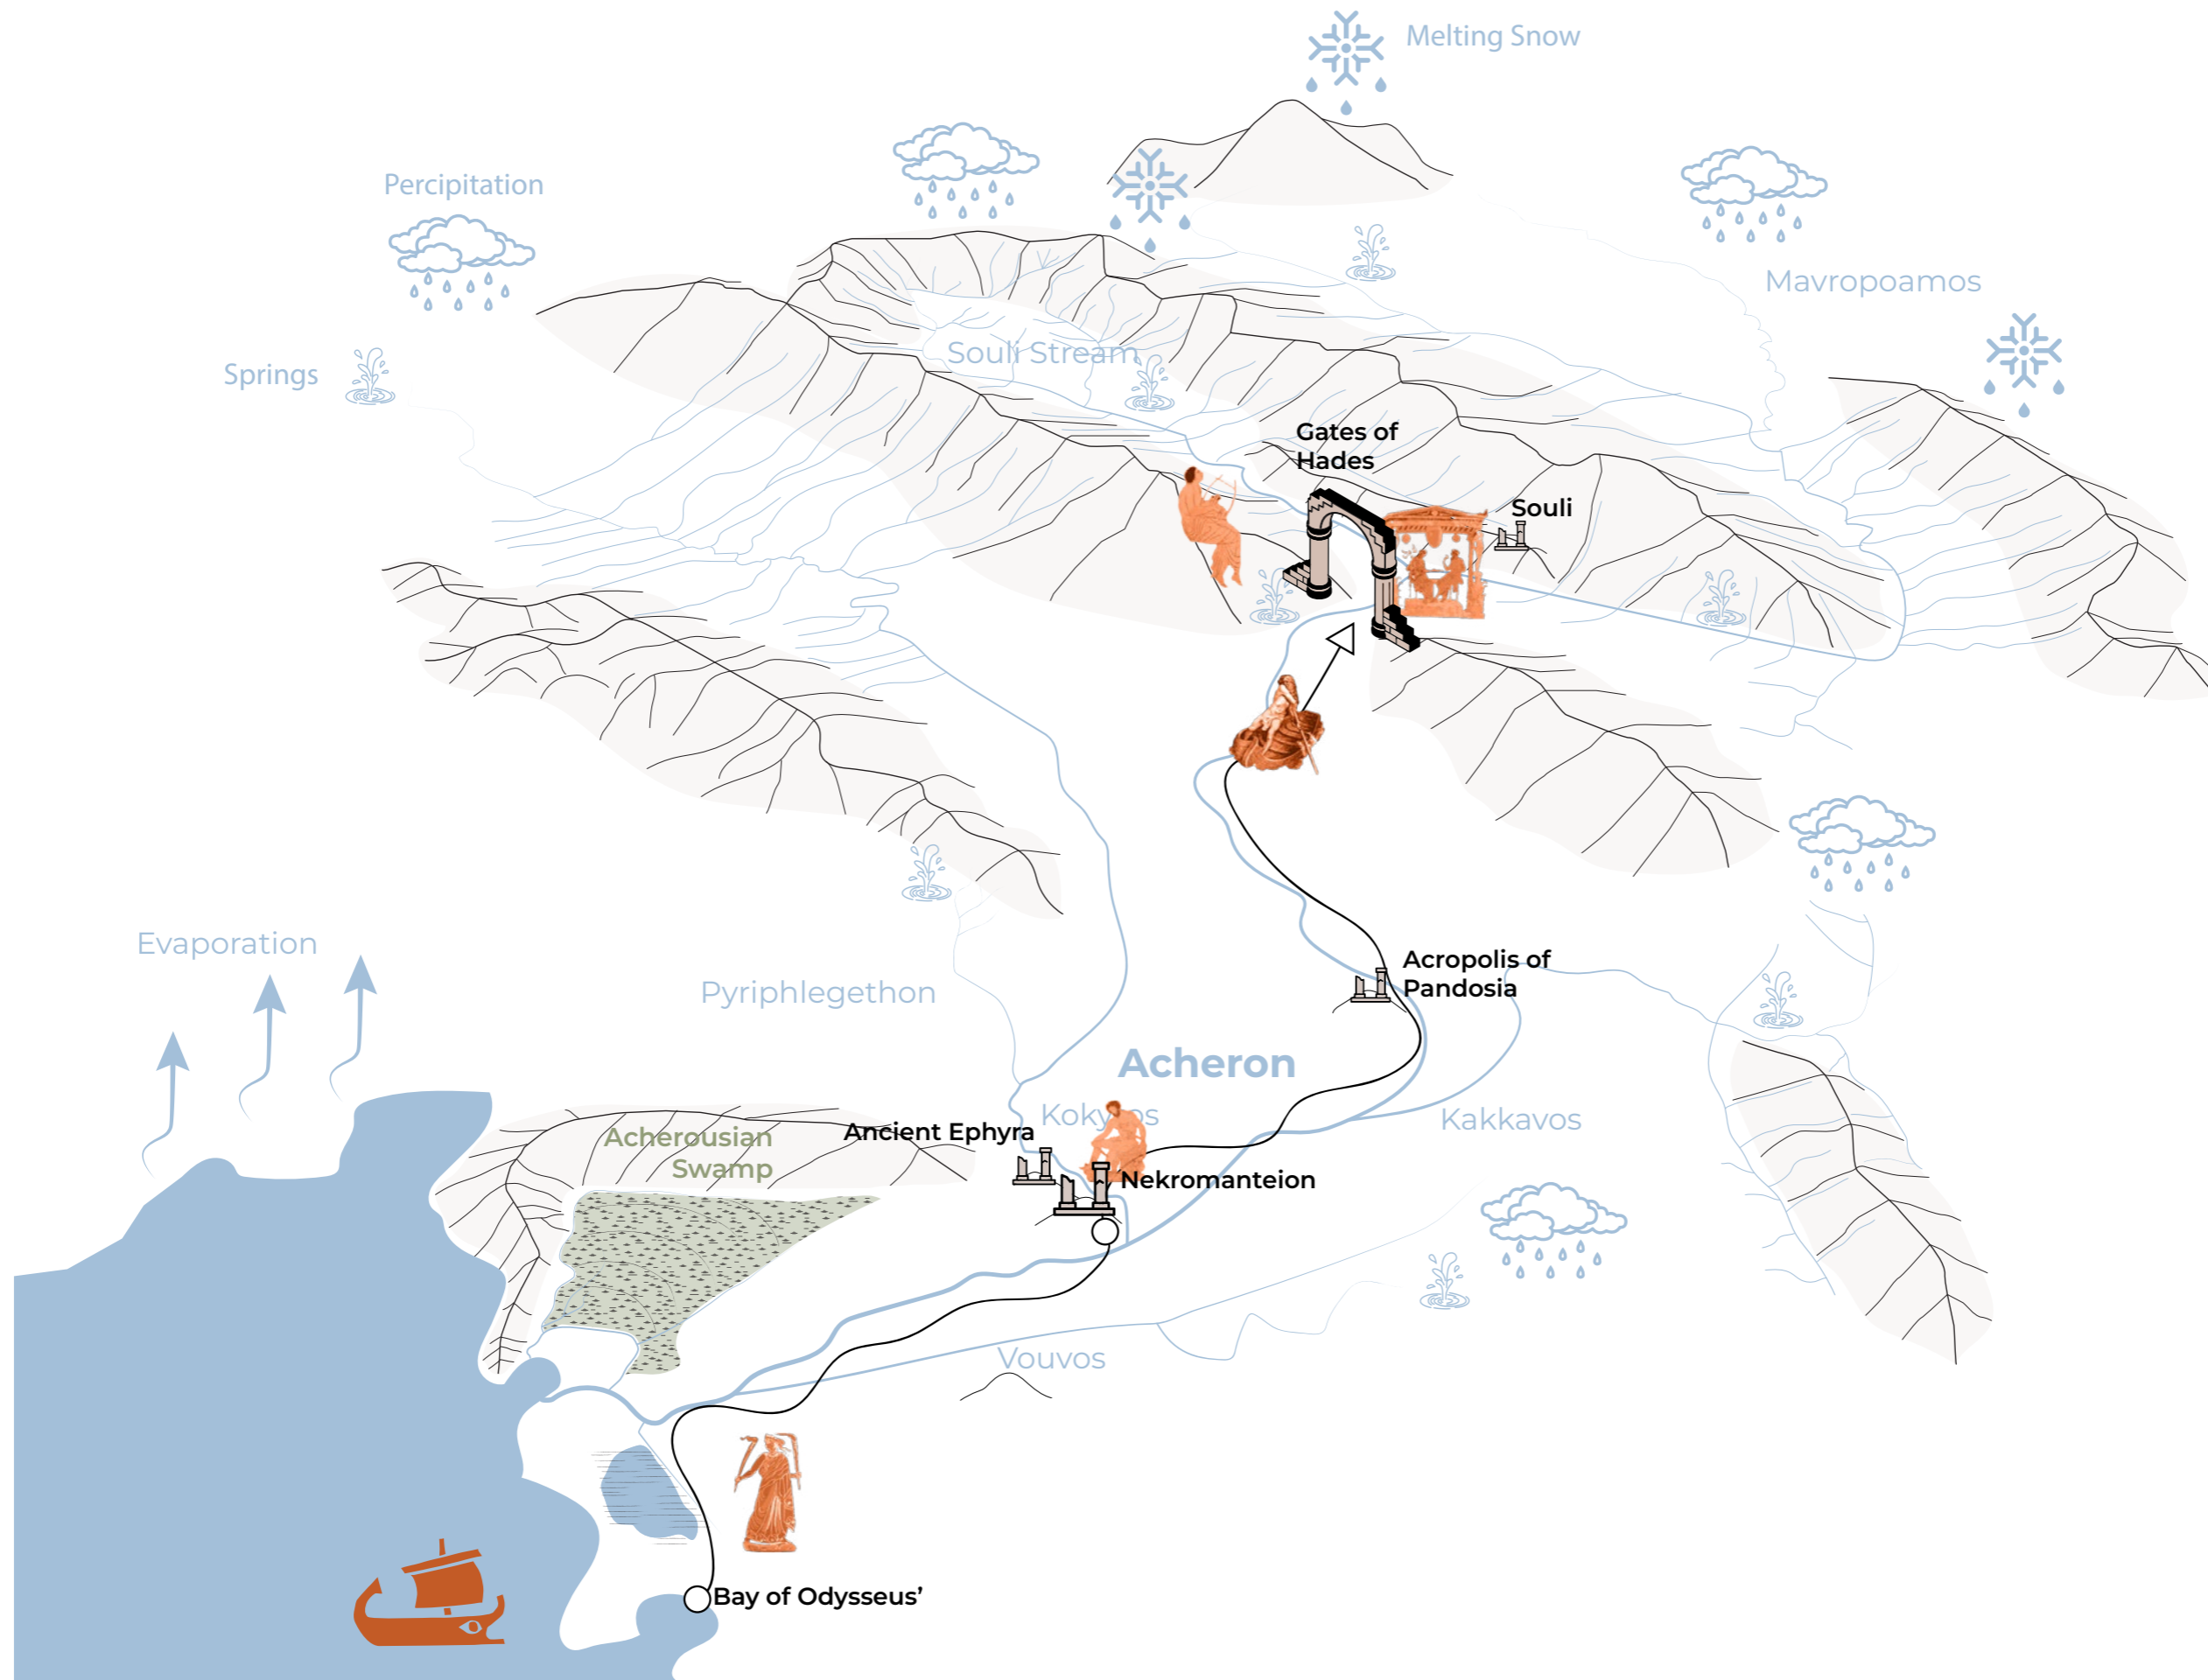 Melting Snow
Percipitation
Mavropoamos
Souli Stream
Springs
Gates of
Hades
Souli
Evaporation
Acropolis of
Pandosia
Pyriphlegethon
Acheron
Kokytos
Kakkavos
Ancient Ephyra
Acherousian
Swamp
Nekromanteion
Vouvos
Bay of Odysseus’